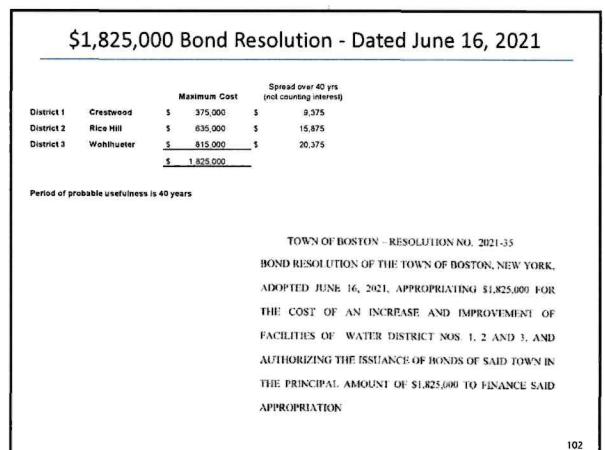 $1,825,000 Bond Resolution - Dated June 16, 2021
Spread over 40 yrs
Maximum Cost (not counting interest)
District 1 Crestwood $ 375,000 $ 9,375
District 2 Rice Hill $ 635,000 $ 15,875
District 3 Wohlhueter $ 815,000 $ 20,375
$ 1,825,000
Period of probable usefulness is 40 years
TOWN OF BOSTON - RESOLUTION NO. 2021-35
BOND RESOLUTION OF THE TOWN OF BOSTON, NEW YORK,
ADOPTED JUNE 16, 2021, APPROPRIATING $1,825,000 FOR
THE COST OF AN INCREASE AND IMPROVEMENT OF
FACILITIES OF WATER DISTRICT NOS. 1, 2 AND 3, AND
AUTHORIZING THE ISSUANCE OF BONDS OF SAID TOWN IN
THE PRINCIPAL AMOUNT OF $1,825,000 TO FINANCE SAID
APPROPRIATION
102